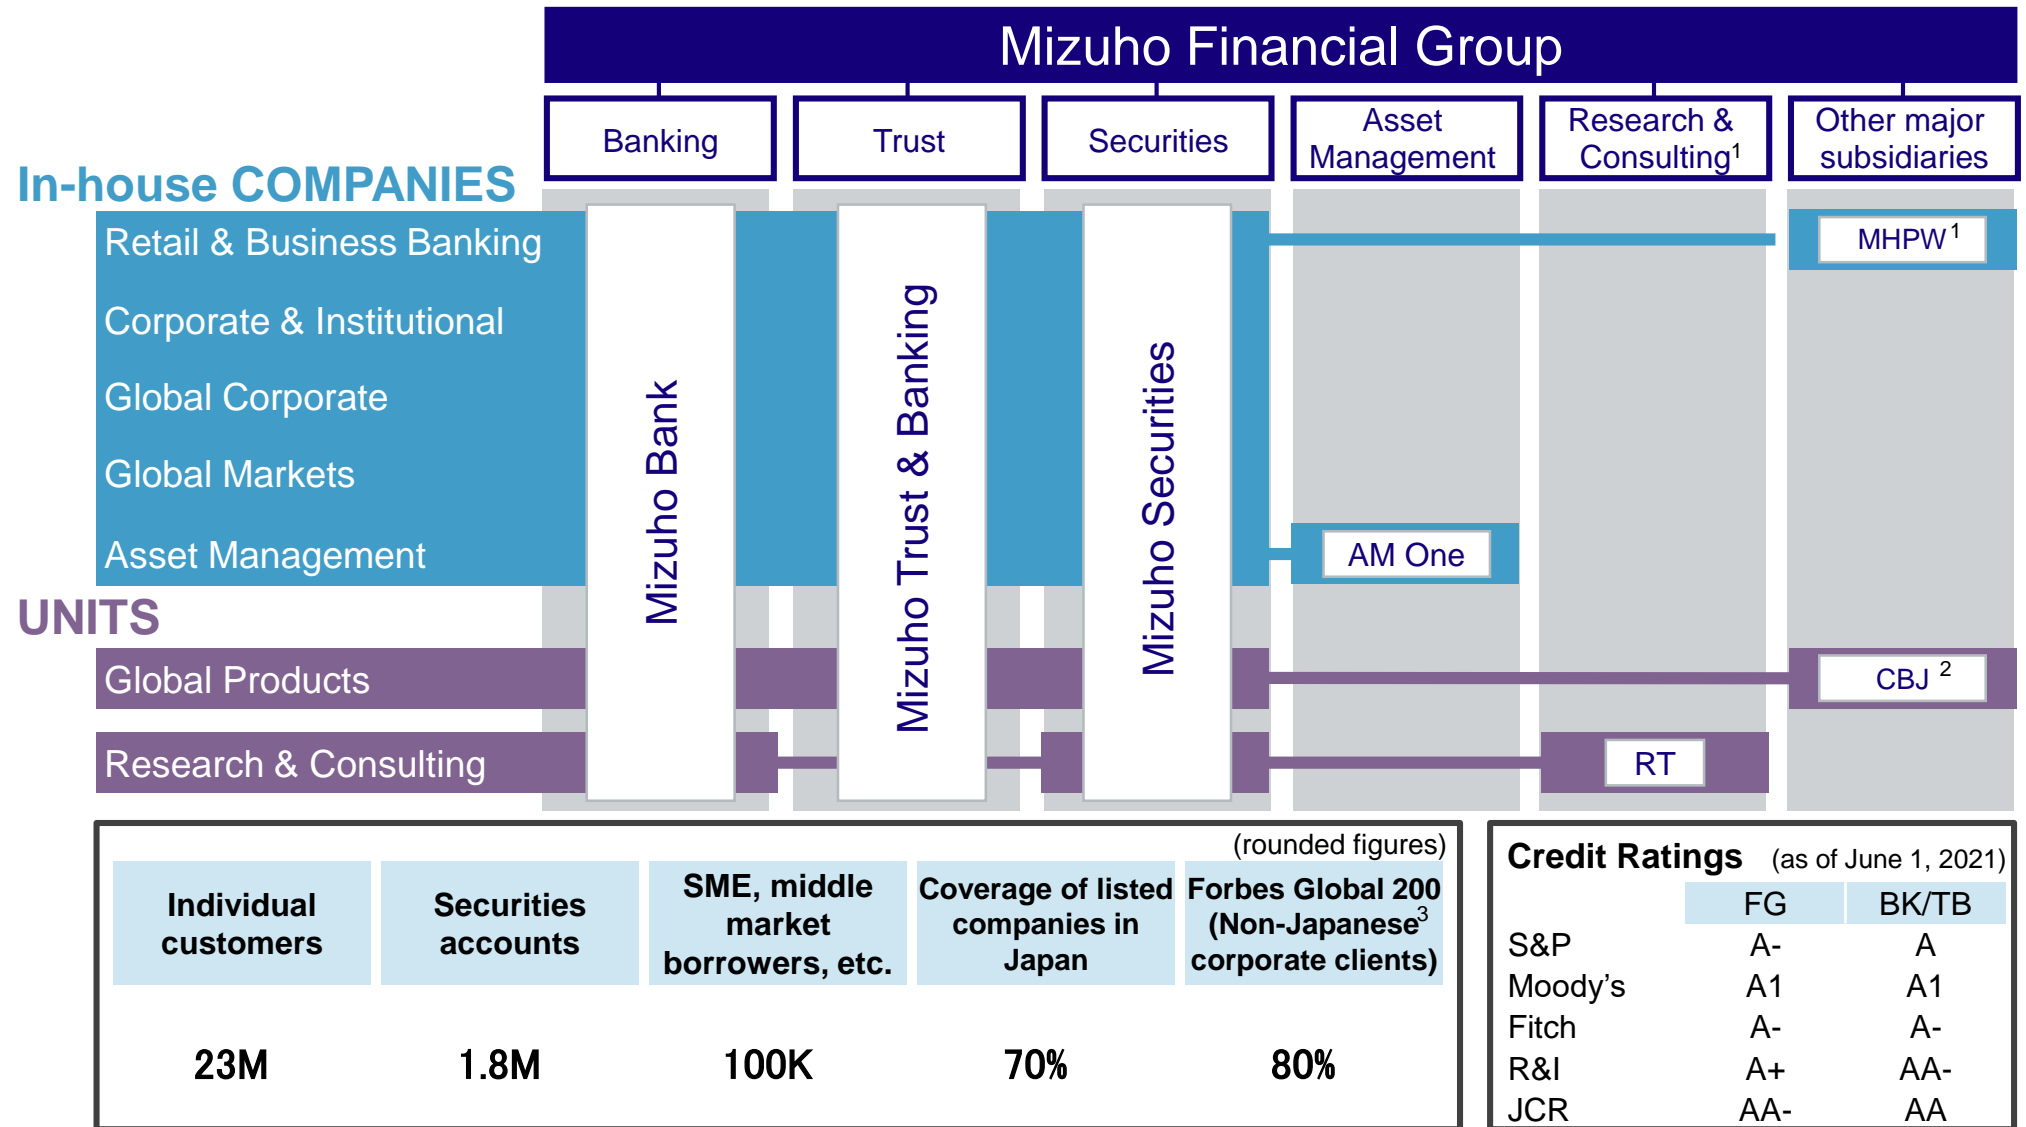 Mizuho Financial Group
Banking
Trust
Securities
Asset
Management
Research &
Consulting1
Other major
subsidiaries
In-house COMPANIES
Retail & Business Banking
Corporate & Institutional
Global Corporate
Global Markets
Asset Management
Mizuho Bank
Mizuho Trust & Banking
Mizuho Securities
MHPW1
AM One
UNITS
Global Products
CBJ 2
Research & Consulting
RT
(rounded figures)
Individual
customers
Securities
accounts
SME, middle
market
borrowers, etc.
Coverage of listed
companies in
Japan
Forbes Global 200
(Non-Japanese3
corporate clients)
23M
1.8M
100K
70%
80%
Credit Ratings (as of June 1, 2021)
FG BK/TB
S&P A- A
Moody’s A1 A1
Fitch A- A-
R&I A+ AA-
JCR AA- AA